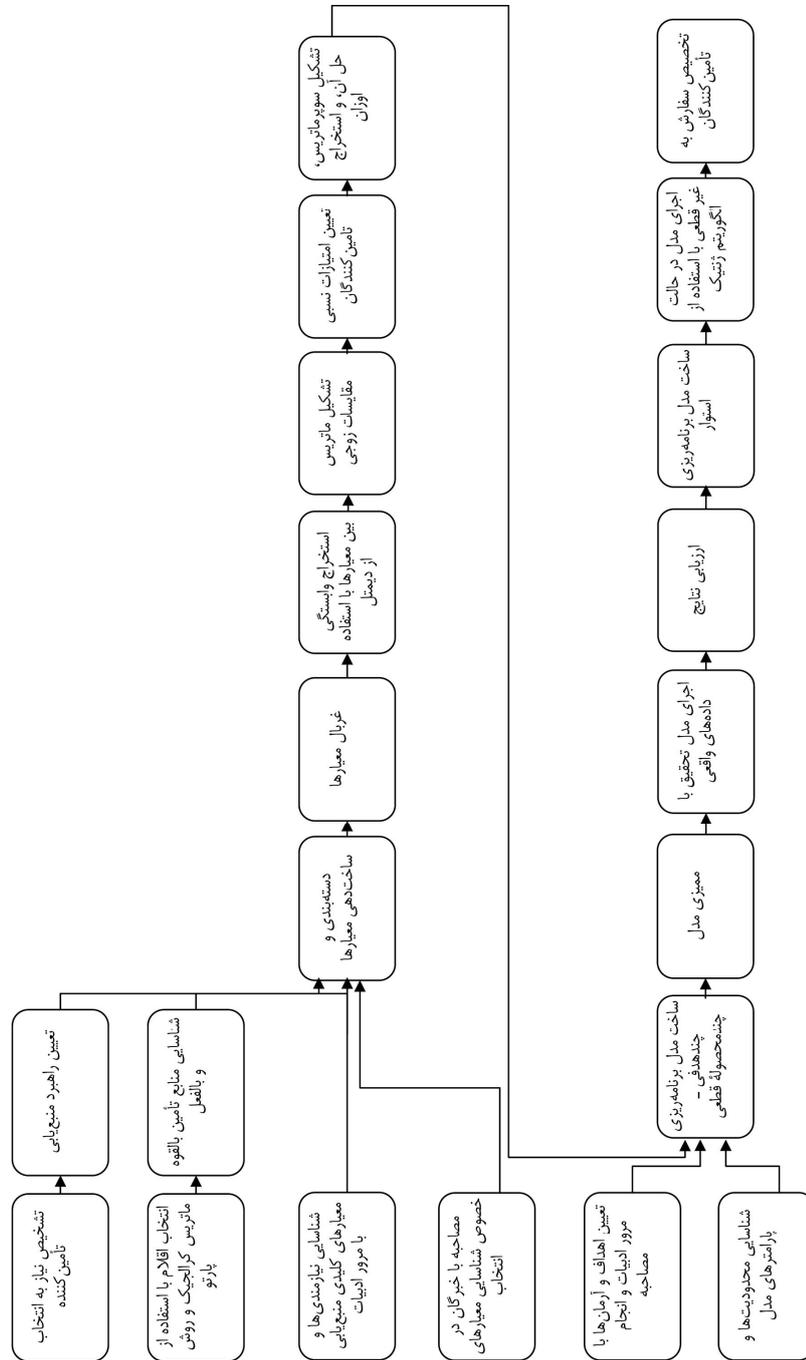 تشخیص نیاز به انتخاب
تأمین‌کننده
تعیین راهبرد منبع‌یابی
انتخاب اقلام با استفاده از
ماتریس کرالجیک و روش
پارتو
شناسایی منابع تأمین بالقوه
و بالفعل
شناسایی نیازمندی‌ها و
معیارهای کلیدی منبع‌یابی
با مرور ادبیات
مصاحبه با خبرگان در
خصوص شناسایی معیارهای
انتخاب
دسته‌بندی و
ساخت‌دهی معیارها
غربال معیارها
استخراج وابستگی
بین معیارها با استفاده
از دیمتل
تشکیل ماتریس
مقایسات زوجی
تعیین امتیازات نسبی
تامین‌کنندگان
تشکیل سوپرماتریس،
حل آن، و استخراج
اوزان
تعیین اهداف و آرمان‌ها با
مرور ادبیات و انجام
مصاحبه
شناسایی محدودیت‌ها و
پارامترهای مدل
ساخت مدل برنامه‌ریزی
چندهدفی –
چندمحصولهٔ قطعی
ممیزی مدل
اجرای مدل تحقیق با
داده‌های واقعی
ارزیابی نتایج
ساخت مدل برنامه‌ریزی
استوار
اجرای مدل در حالت
غیر قطعی با استفاده از
الگوریتم ژنتیک
تخصیص سفارش به
تأمین‌کنندگان